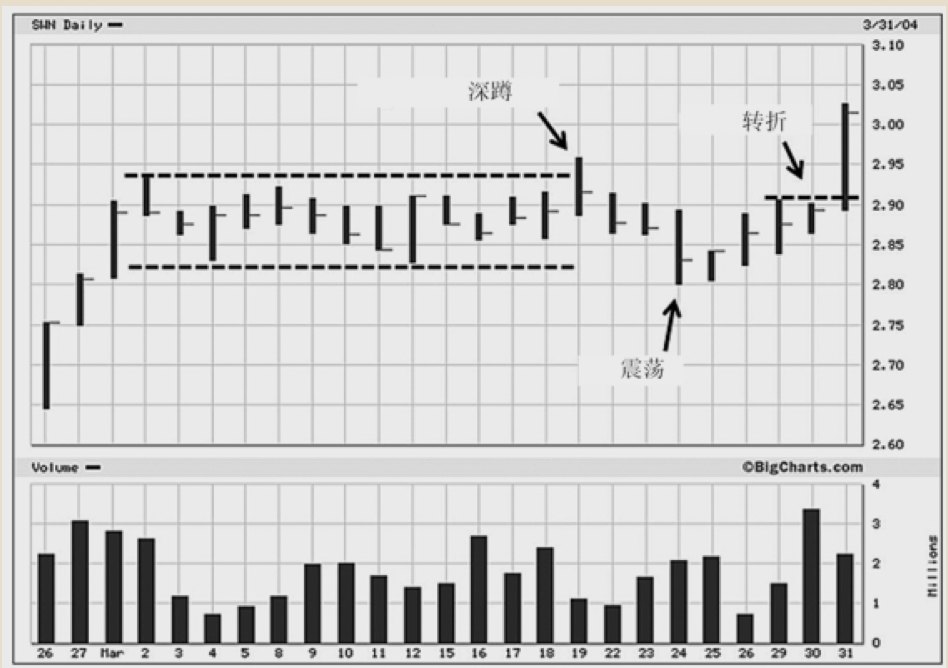 SWN Daily
3/31/04
3.10
3.05
3.00
2.95
2.90
2.85
2.80
2.75
2.70
2.65
2.60
深蹲
转折
震荡
Volume
©BigCharts.com
4
3
2
1
0
Millions
26 27 Mar 2 3 4 5 8 9 10 11 12 15 16 17 18 19 22 23 24 25 26 29 30 31